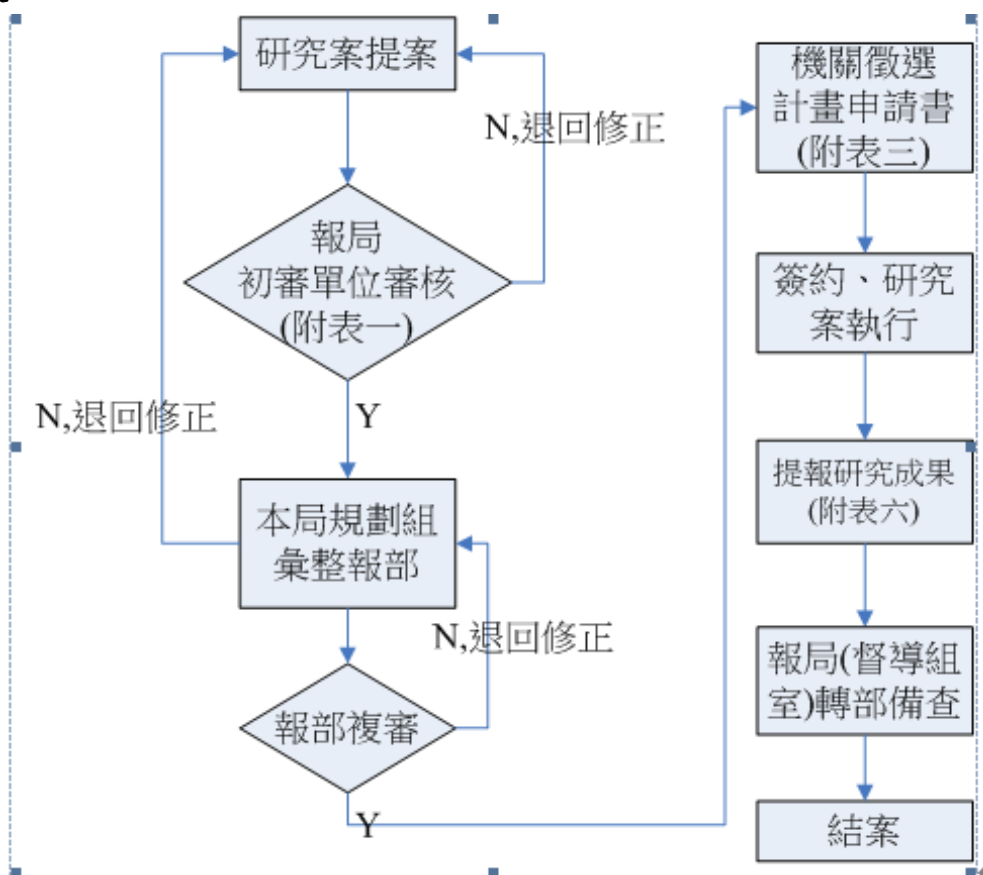 研究案提案
N,退回修正
報局
初審單位審核
(附表一)
N,退回修正
Y
本局規劃組
彙整報部
N,退回修正
報部複審
Y
機關徵選
計畫申請書
(附表三)
簽約、研究
案執行
提報研究成果
(附表六)
報局(督導組
室)轉部備查
結案